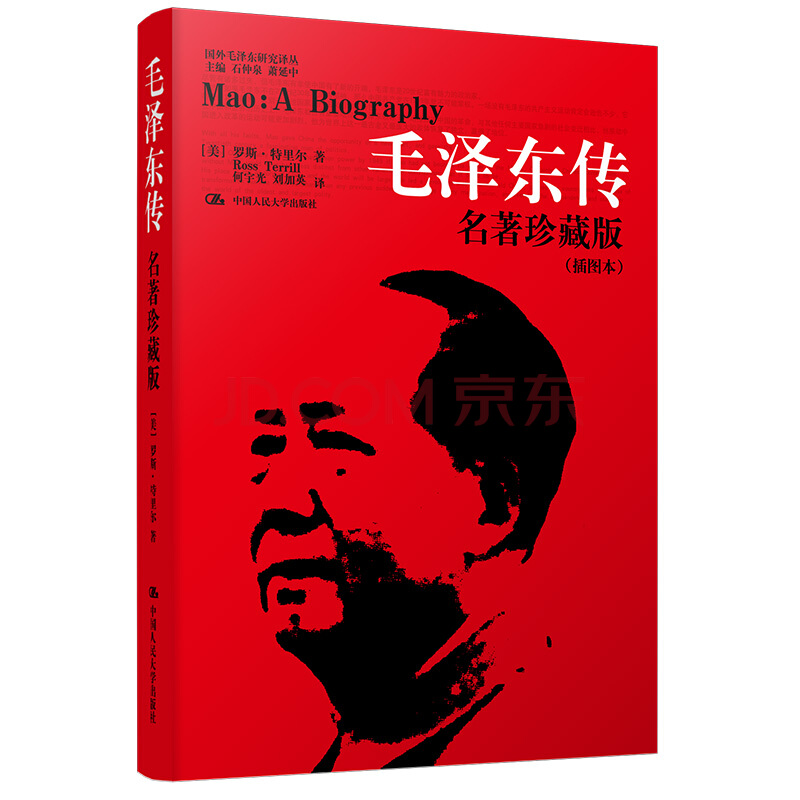 国外毛泽东研究译丛
主编 石仲泉 萧延中
Mao: A Biography
[美] 罗斯·特里尔 著
Ross Terrill
何宇光 刘加英 译
中国人民大学出版社
毛泽东传
名著珍藏版
(插图本)
JD.COM 京东
毛泽东传
名著珍藏版
[美] 罗斯·特里尔 著
中国人民大学出版社